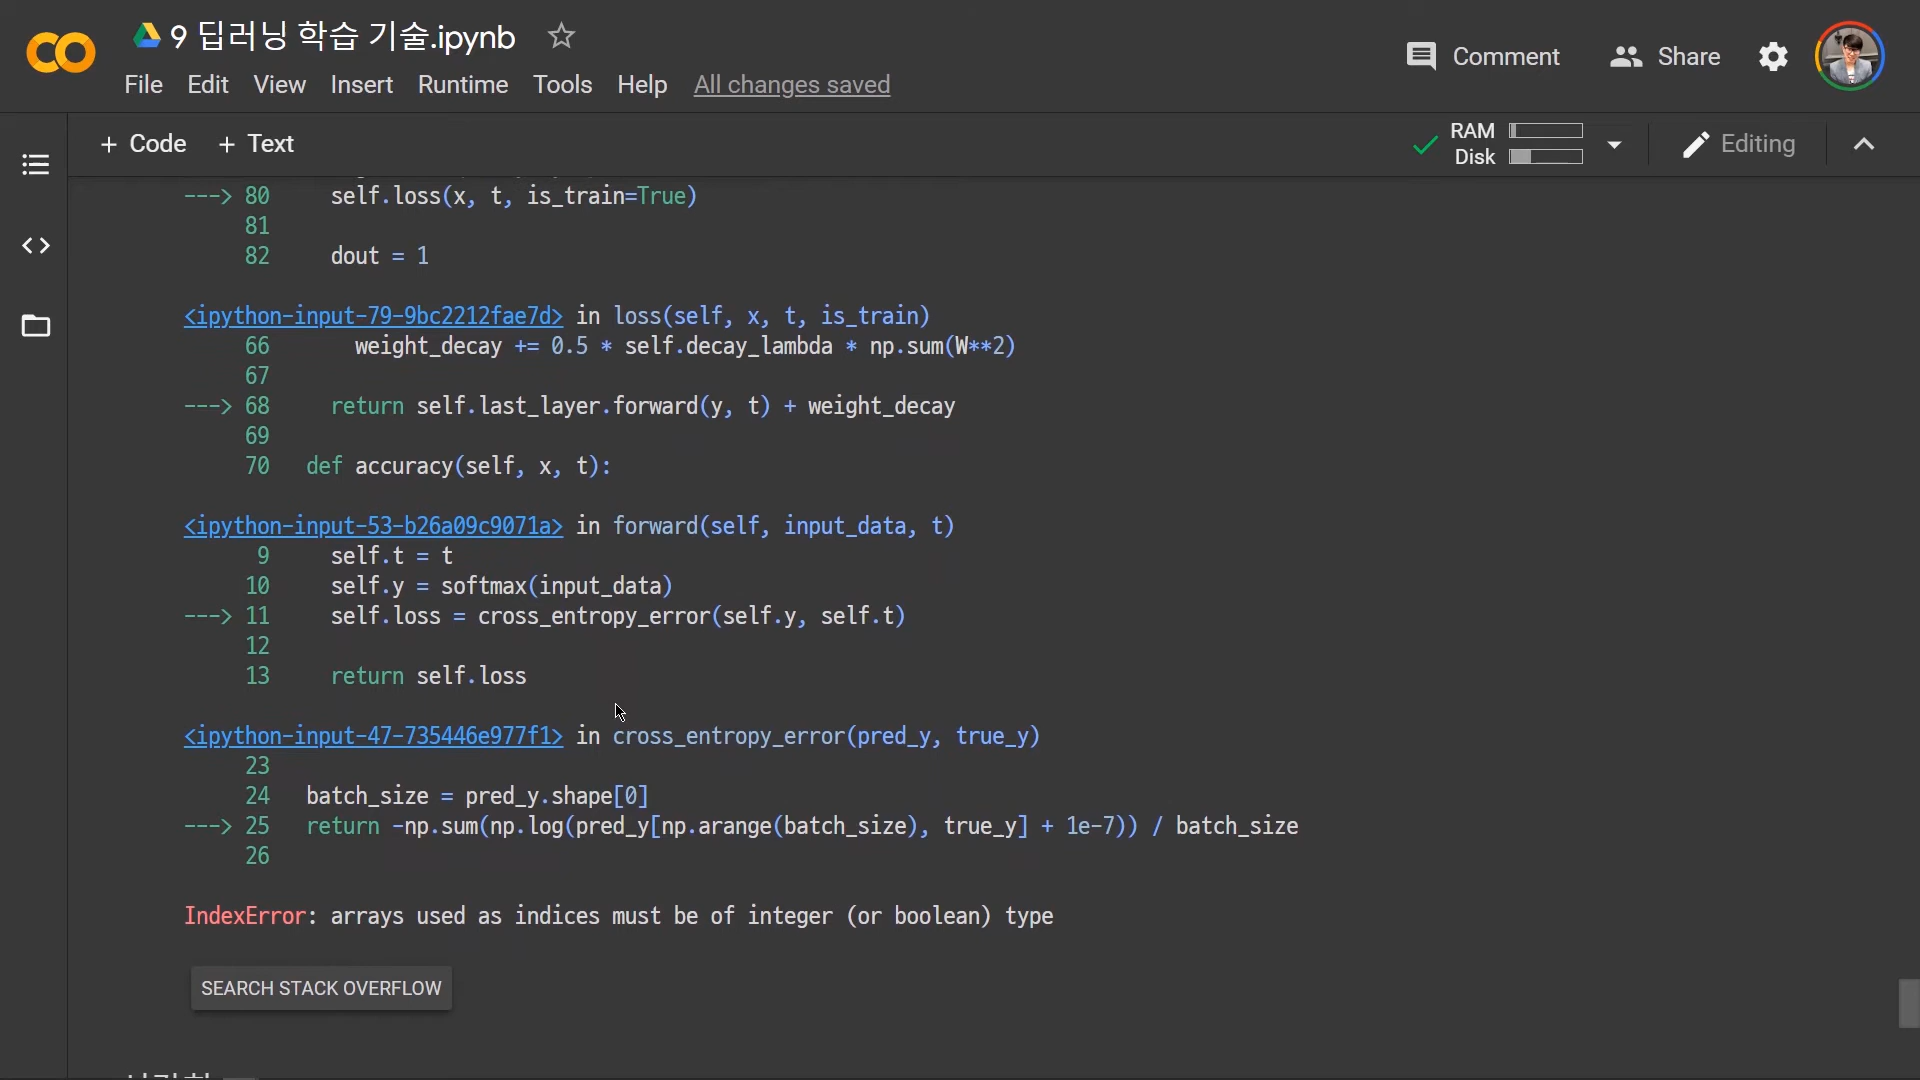 9 딥러닝 학습 기술.ipynb
Comment
Share
File Edit View Insert Runtime Tools Help All changes saved
+ Code + Text
RAM
Disk
Editing
---> 80     self.loss(x, t, is_train=True)
81
82     dout = 1
<ipython-input-79-9bc2212fae7d> in loss(self, x, t, is_train)
66       weight_decay += 0.5 * self.decay_lambda * np.sum(W**2)
67
---> 68     return self.last_layer.forward(y, t) + weight_decay
69
70   def accuracy(self, x, t):
<ipython-input-53-b26a09c9071a> in forward(self, input_data, t)
9     self.t = t
10     self.y = softmax(input_data)
---> 11     self.loss = cross_entropy_error(self.y, self.t)
12
13     return self.loss
<ipython-input-47-735446e977f1> in cross_entropy_error(pred_y, true_y)
23
24   batch_size = pred_y.shape[0]
---> 25   return -np.sum(np.log(pred_y[np.arange(batch_size), true_y] + 1e-7)) / batch_size
26
IndexError: arrays used as indices must be of integer (or boolean) type
SEARCH STACK OVERFLOW